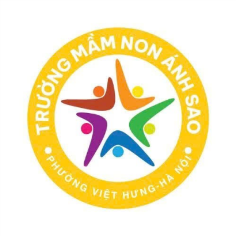 TRƯỜNG MẦM NON ÁNH SAO
PHƯỜNG VIỆT HƯNG-HÀ NỘI